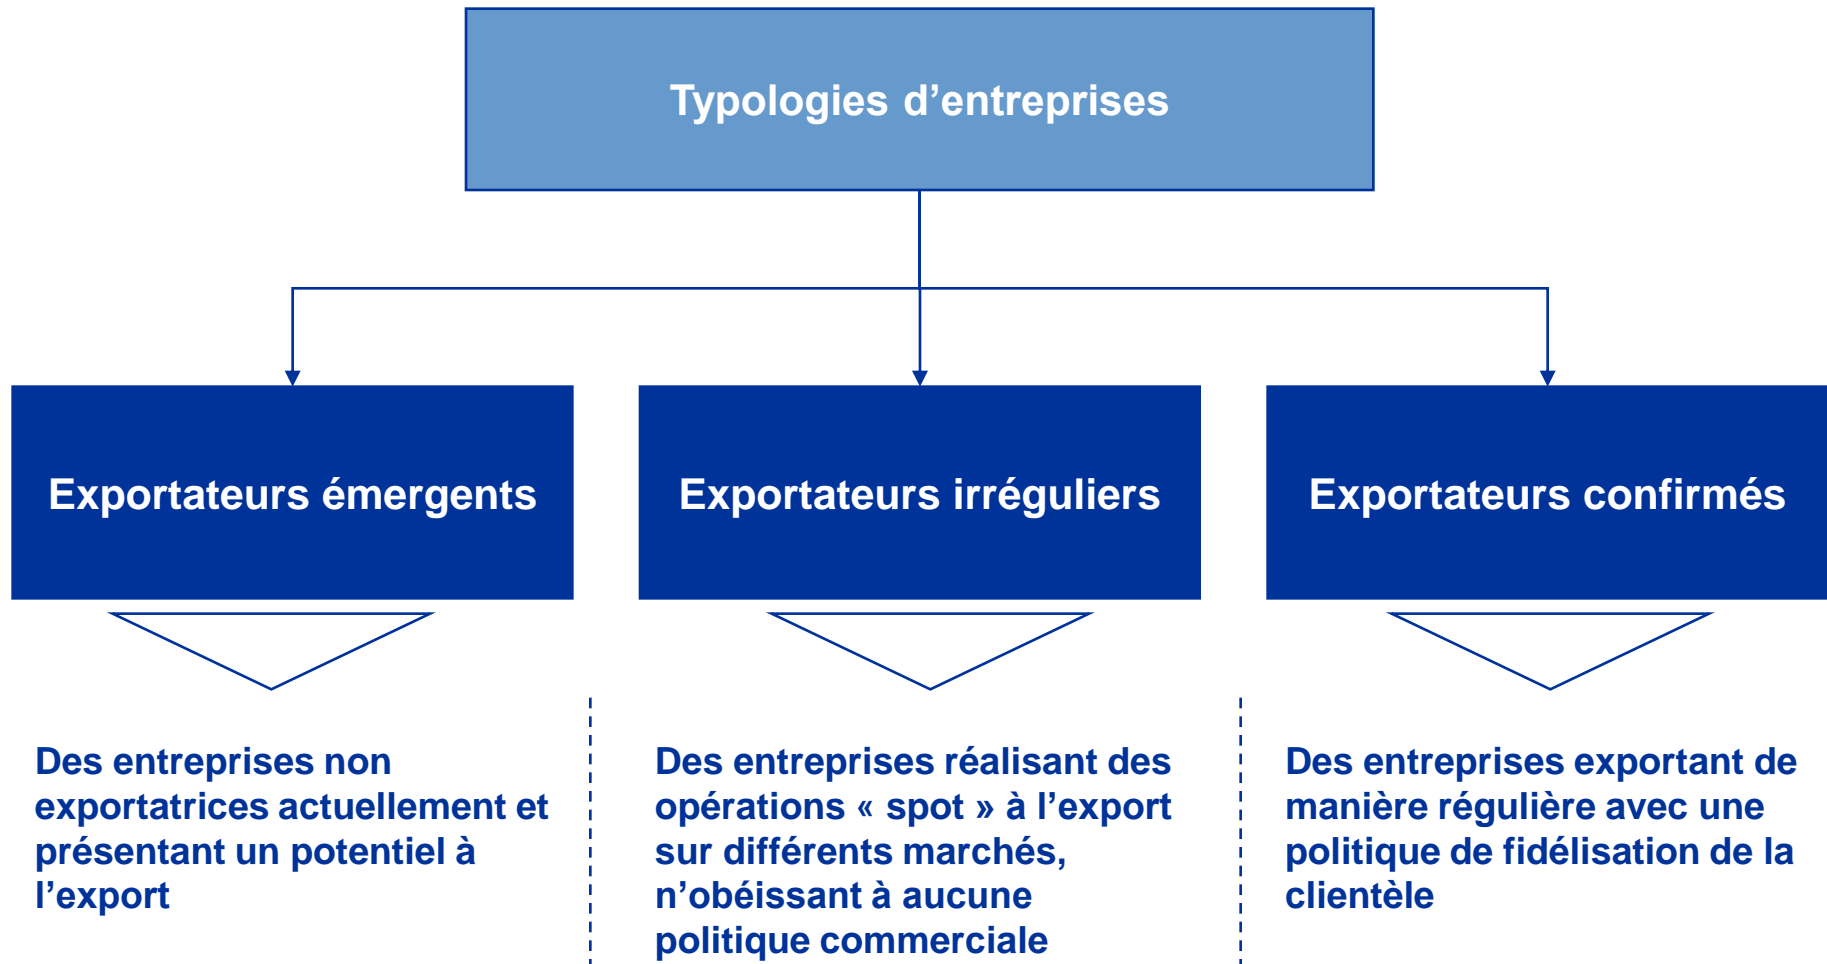 Typologies d’entreprises
Exportateurs émergents
Exportateurs irréguliers
Exportateurs confirmés
Des entreprises non
exportatrices actuellement et
présentant un potentiel à
l’export
Des entreprises réalisant des
opérations « spot » à l’export
sur différents marchés,
n’obéissant à aucune
politique commerciale
Des entreprises exportant de
manière régulière avec une
politique de fidélisation de la
clientèle